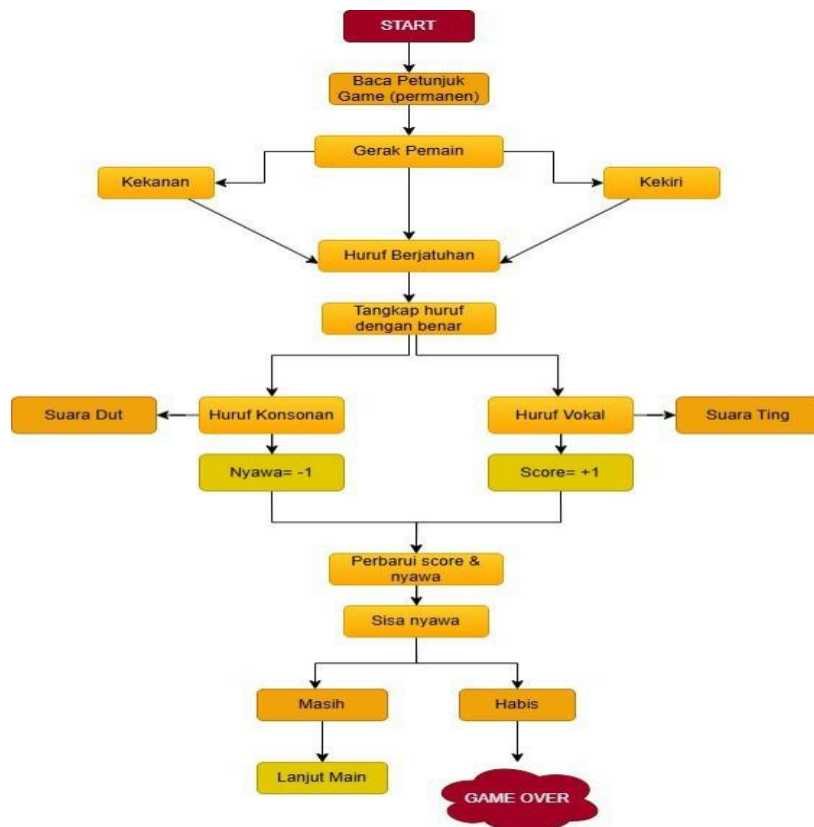 START
Baca Petunjuk
Game (permanen)
Gerak Pemain
Kekanan
Kekiri
Huruf Berjatuhan
Tangkap huruf
dengan benar
Suara Dut
Huruf Konsonan
Huruf Vokal
Suara Ting
Nyawa= -1
Score= +1
Perbarui score &
nyawa
Sisa nyawa
Masih
Habis
Lanjut Main
GAME OVER